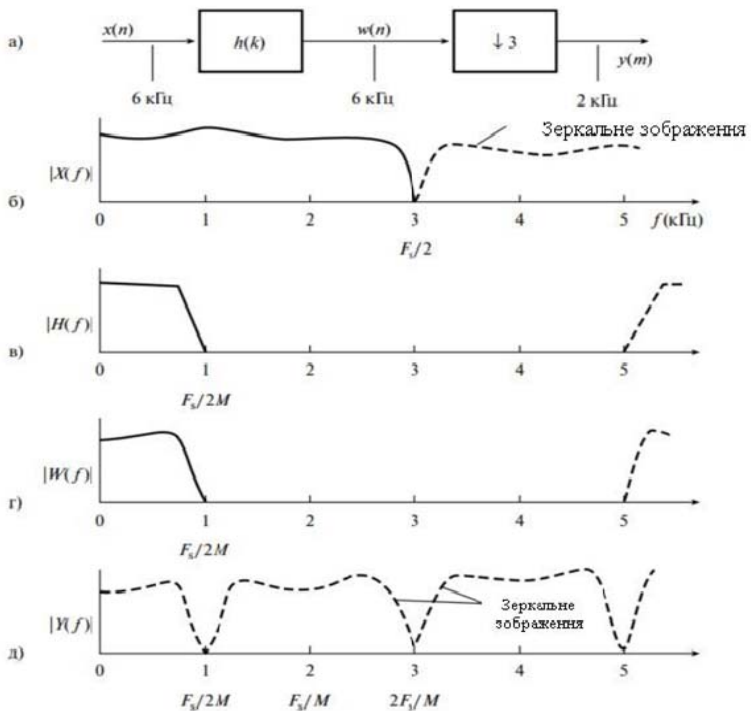 а)
x(n)
h(k)
w(n)
↓ 3
y(m)
6 кГц
6 кГц
2 кГц
б)
|X(f)|
Зеркальне зображення
0 1 2 3 4 5 f(кГц)
Fs/2
в)
|H(f)|
0 1 2 3 4 5
Fs/2M
г)
|W(f)|
0 1 2 3 4 5
Fs/2M
д)
|Y(f)|
Зеркальне
зображення
0 1 2 3 4 5
Fs/2M Fs/M 2Fs/M